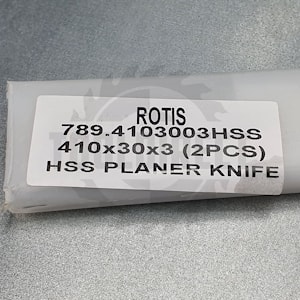 ROTIS
789.4103003HSS
410x30x3 (2PCS)
HSS PLANER KNIFE